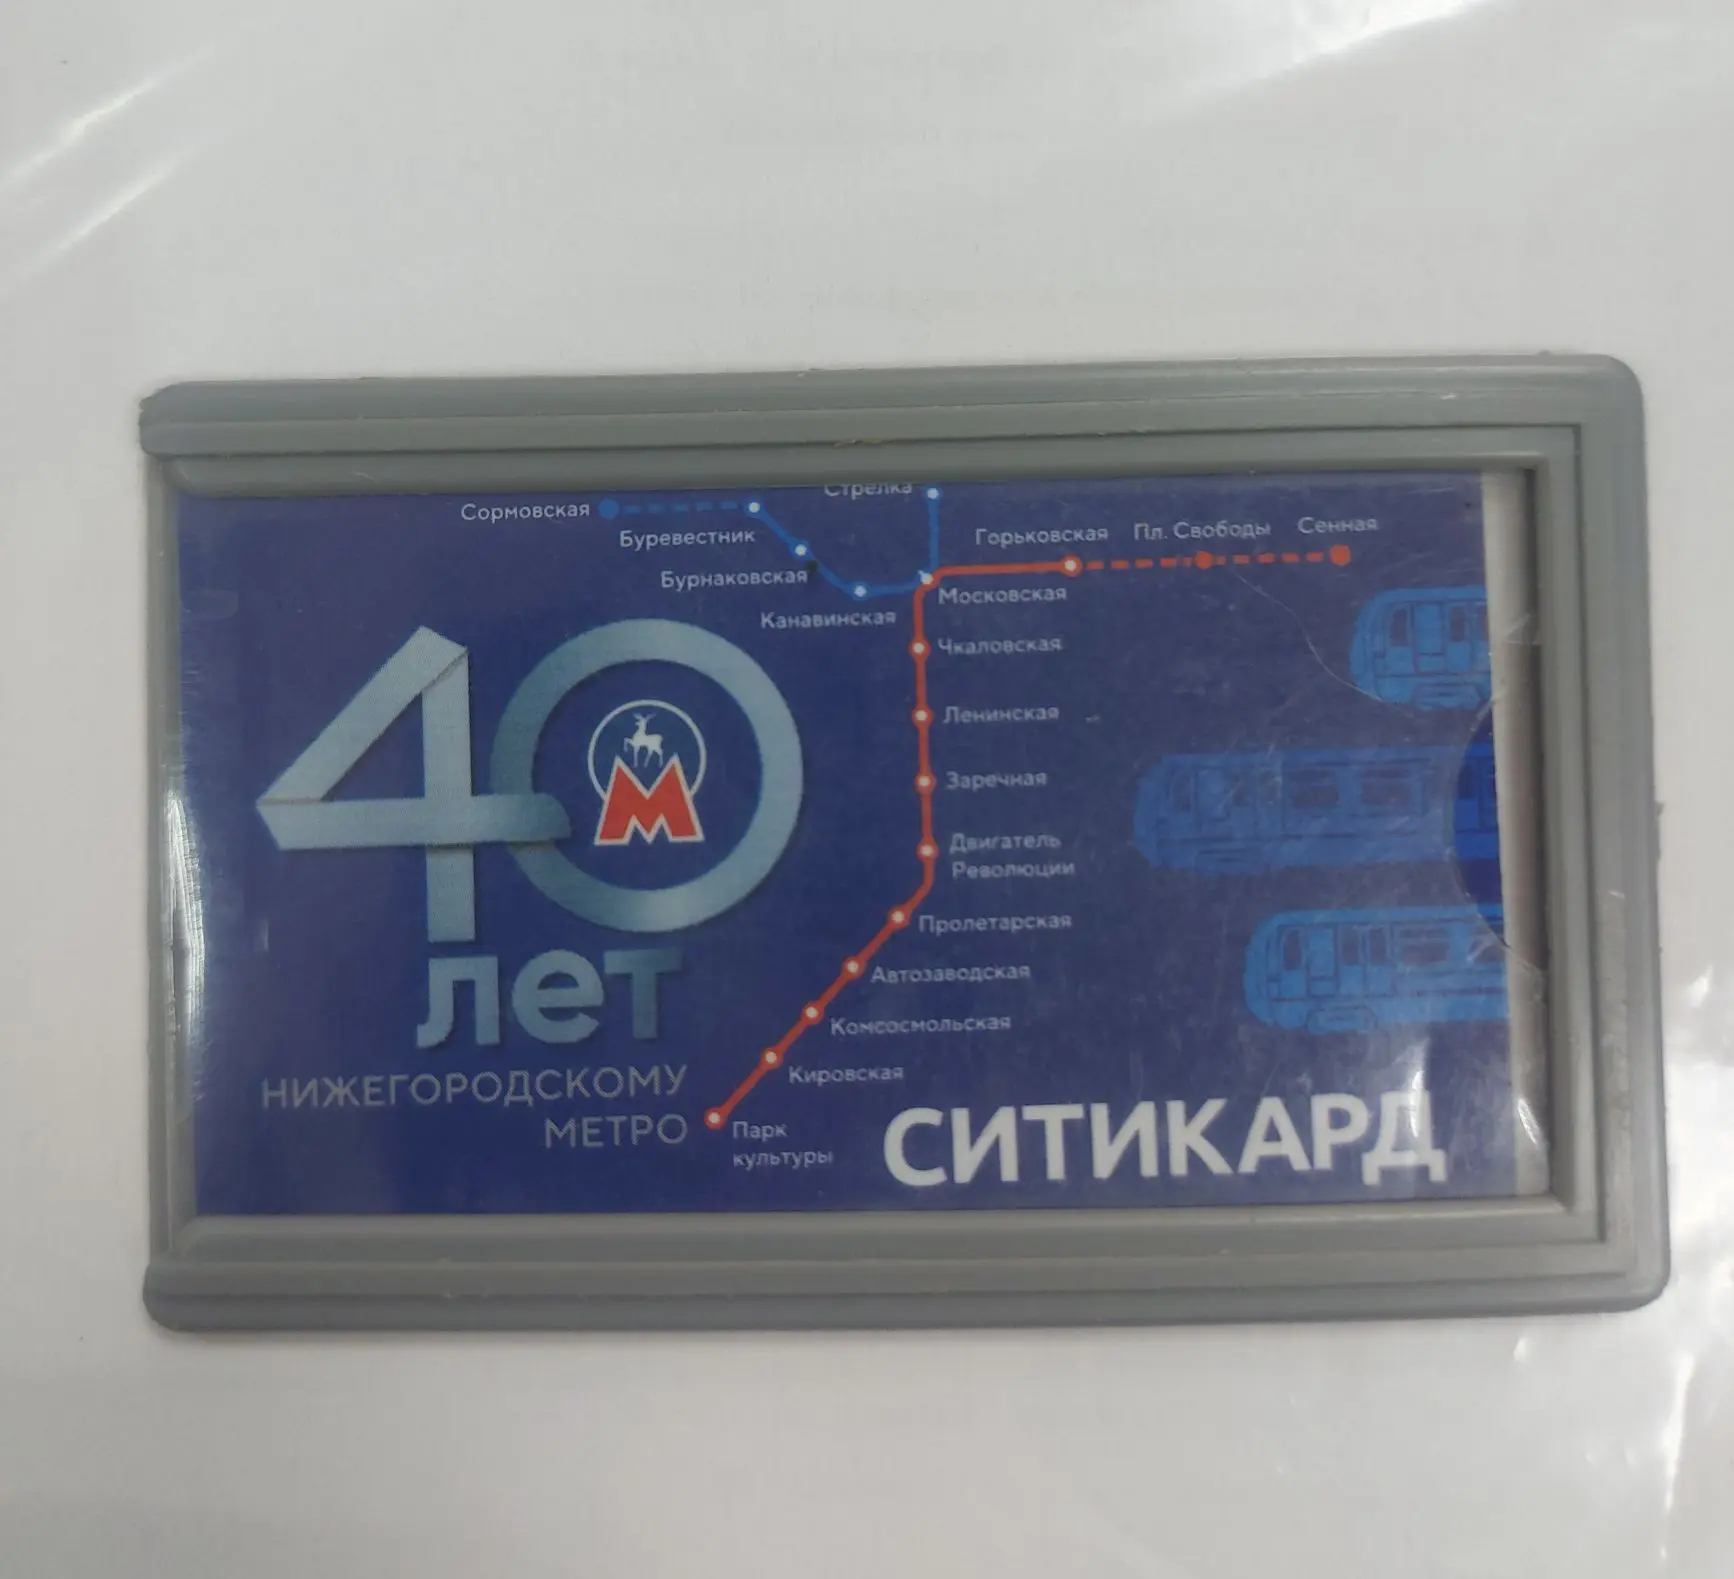 Стрелка
Сормовская
Буревестник
Горьковская
Пл. Свободы
Сенная
Бурнаковская
Московская
Канавинская
Чкаловская
Ленинская
Заречная
Двигатель
Революции
Пролетарская
Автозаводская
Комсосмольская
Кировская
Парк
культуры
40
М
лет
НИЖЕГОРОДСКОМУ
МЕТРО
СИТИКАРД